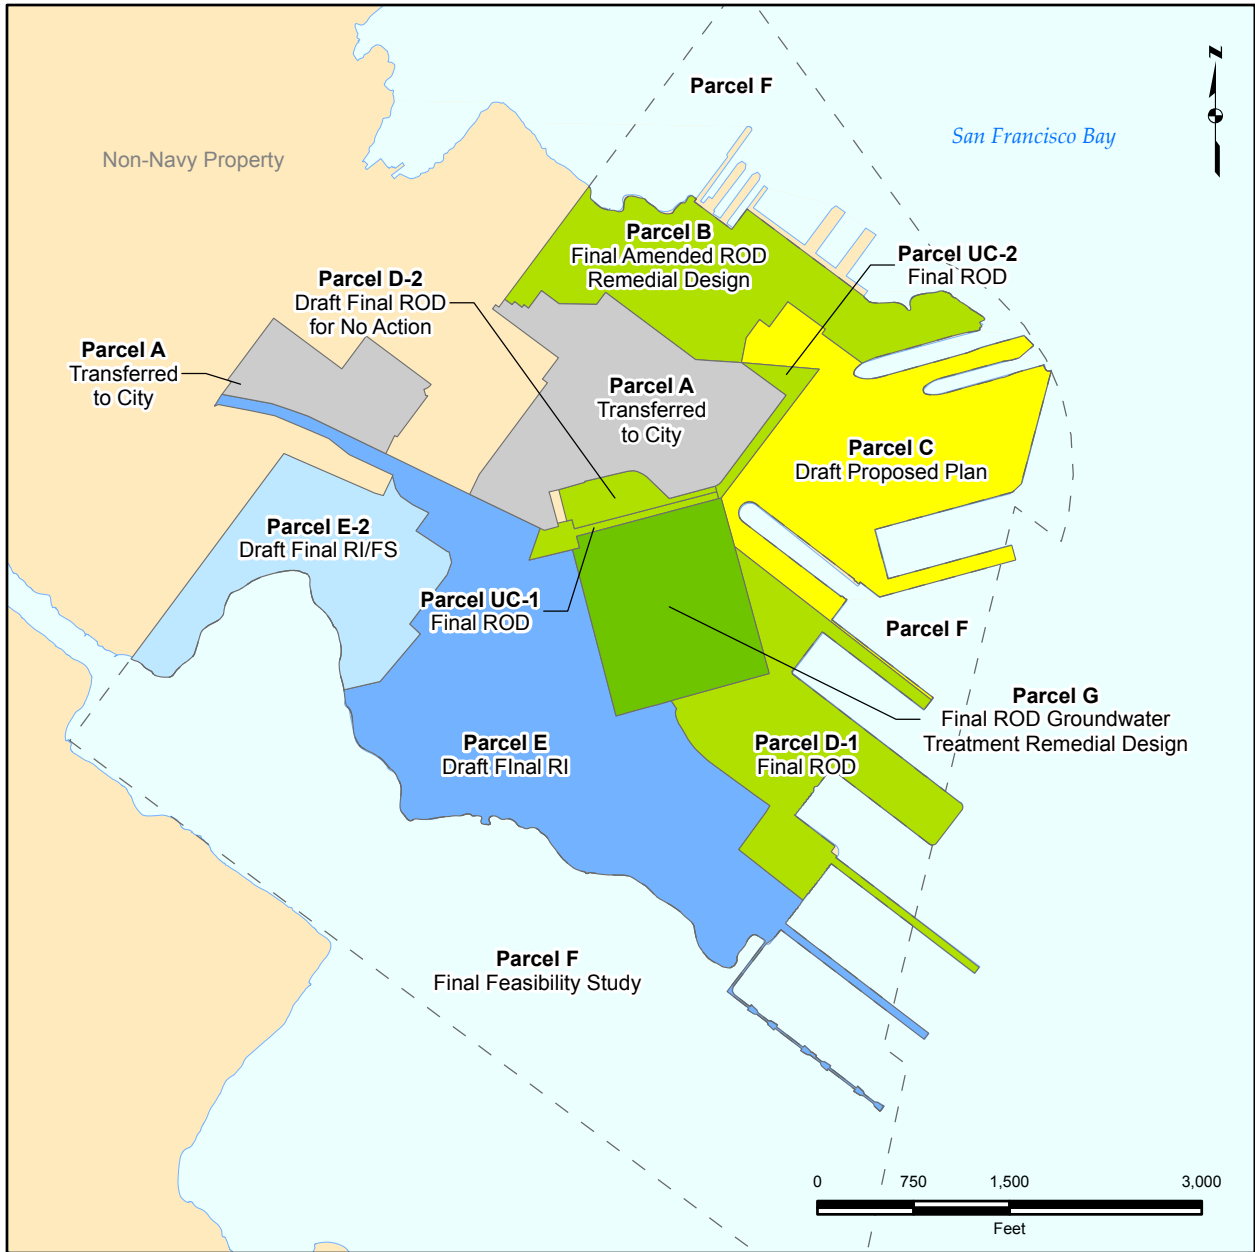 Parcel F
San Francisco Bay
N
Non-Navy Property
Parcel B
Final Amended ROD
Remedial Design
Parcel UC-2
Final ROD
Parcel D-2
Draft Final ROD
for No Action
Parcel A
Transferred
to City
Parcel A
Transferred
to City
Parcel C
Draft Proposed Plan
Parcel E-2
Draft Final RI/FS
Parcel UC-1
Final ROD
Parcel F
Parcel G
Final ROD Groundwater
Treatment Remedial Design
Parcel E
Draft FInal RI
Parcel D-1
Final ROD
Parcel F
Final Feasibility Study
0 750 1,500 3,000
Feet